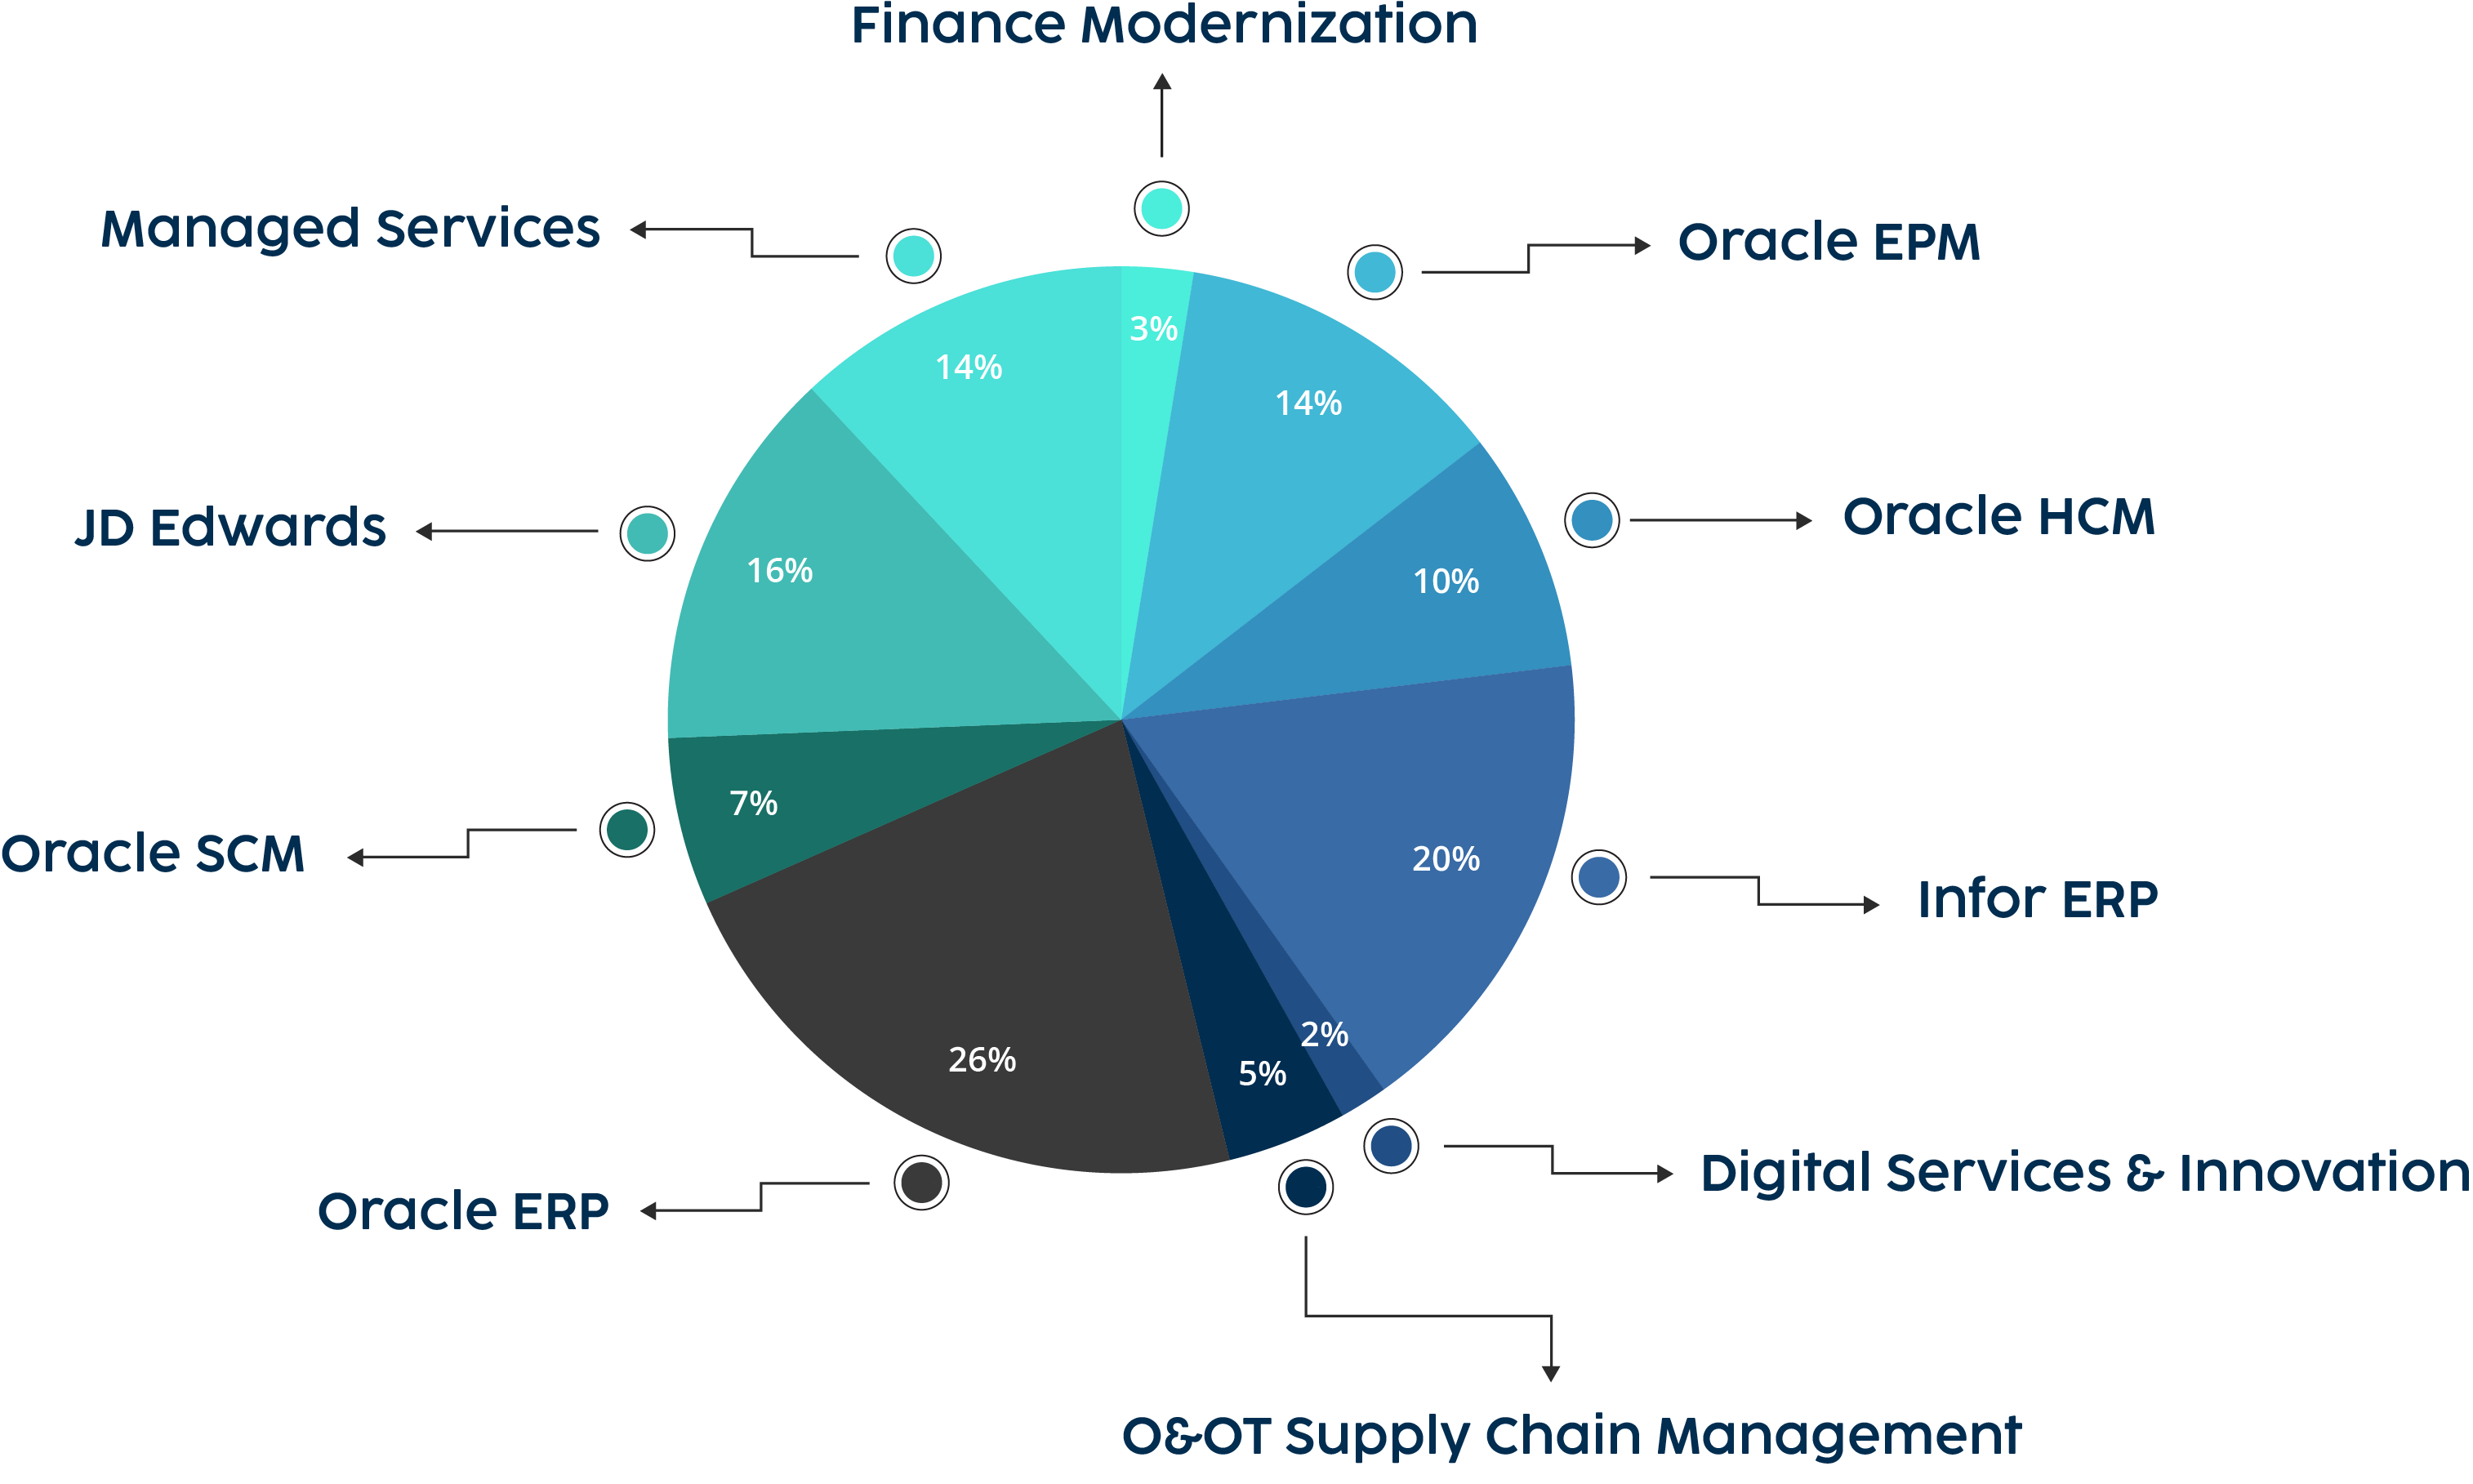 Finance Modernization
Managed Services
Oracle EPM
3%
14%
14%
JD Edwards
Oracle HCM
16%
10%
7%
Oracle SCM
20%
Infor ERP
2%
26%
5%
Digital Services & Innovation
Oracle ERP
O&OT Supply Chain Management